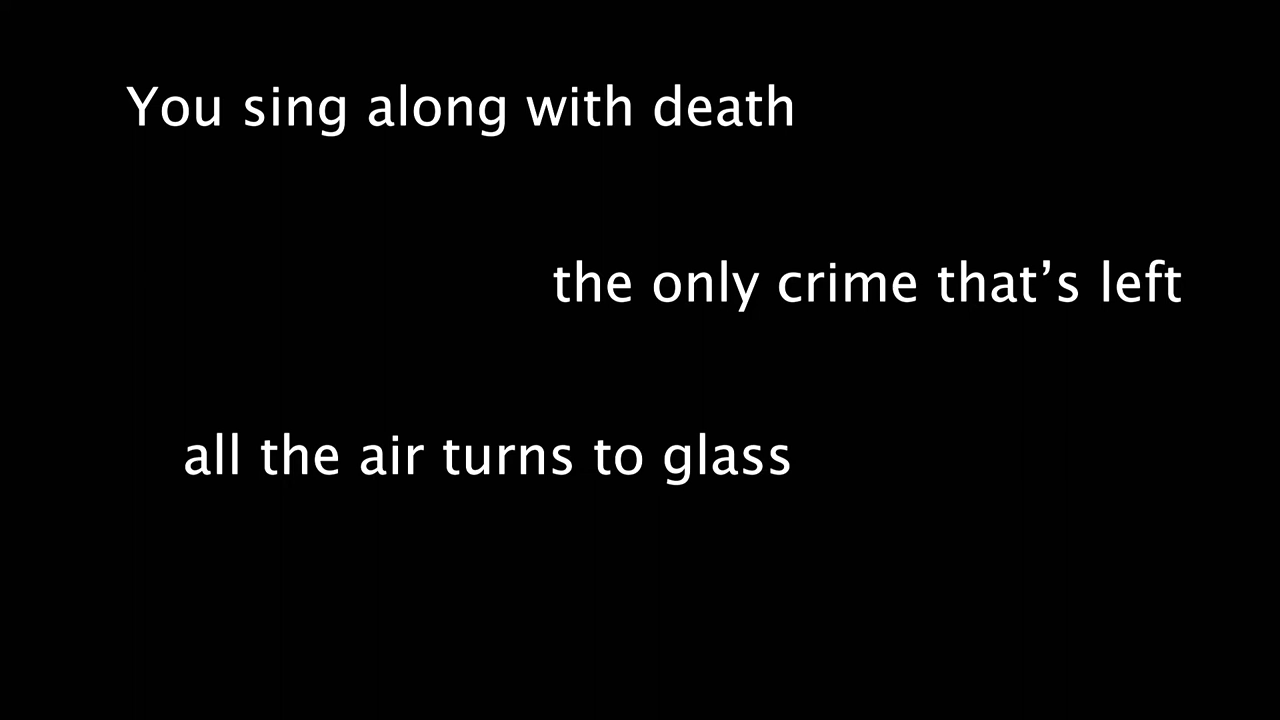 You sing along with death
the only crime that’s left
all the air turns to glass